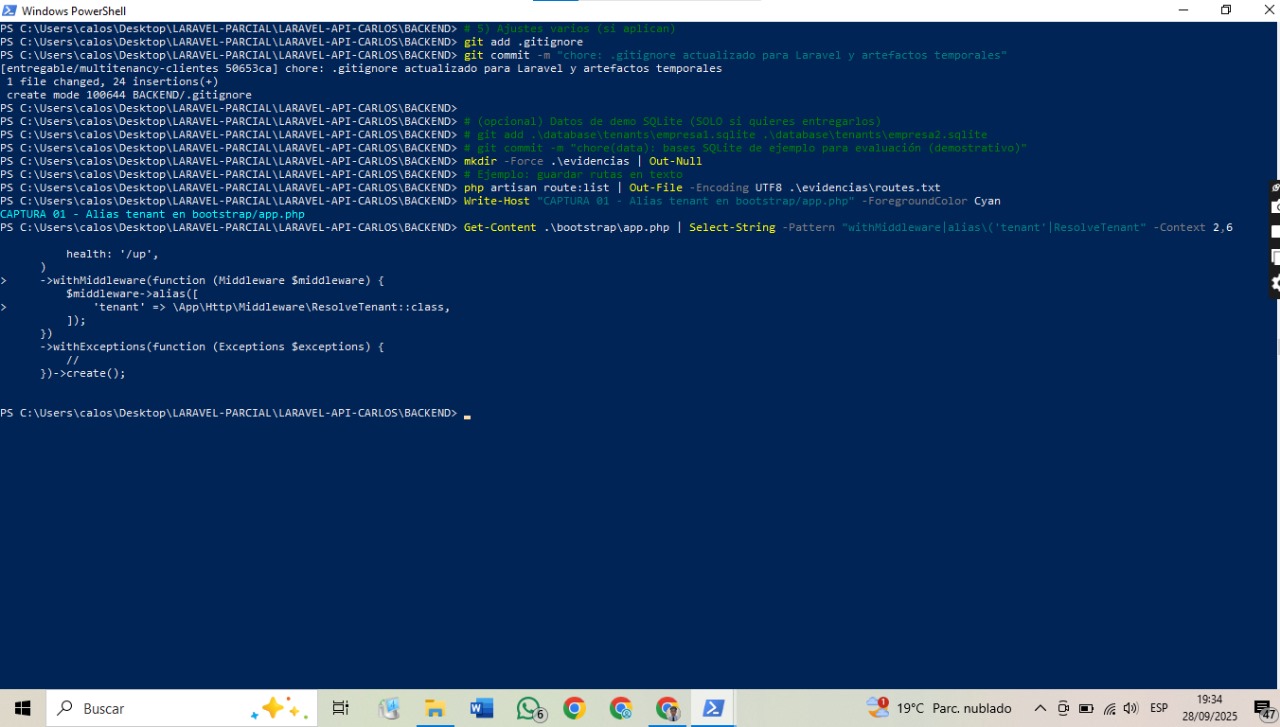 Windows PowerShell
PS C:\Users\calos\Desktop\LARAVEL-PARCIAL\LARAVEL-API-CARLOS\BACKEND> # 5) Ajustes varios (si aplican)
PS C:\Users\calos\Desktop\LARAVEL-PARCIAL\LARAVEL-API-CARLOS\BACKEND> git add .gitignore
PS C:\Users\calos\Desktop\LARAVEL-PARCIAL\LARAVEL-API-CARLOS\BACKEND> git commit -m "chore: .gitignore actualizado para Laravel y artefactos temporales"
[entregable/multitenancy-clientes 50653ca] chore: .gitignore actualizado para Laravel y artefactos temporales
 1 file changed, 24 insertions(+)
 create mode 100644 BACKEND/.gitignore
PS C:\Users\calos\Desktop\LARAVEL-PARCIAL\LARAVEL-API-CARLOS\BACKEND>
PS C:\Users\calos\Desktop\LARAVEL-PARCIAL\LARAVEL-API-CARLOS\BACKEND> # (opcional) Datos de demo SQLite (SOLO si quieres entregarlos)
PS C:\Users\calos\Desktop\LARAVEL-PARCIAL\LARAVEL-API-CARLOS\BACKEND> # git add .\database\tenants\empresa1.sqlite .\database\tenants\empresa2.sqlite
PS C:\Users\calos\Desktop\LARAVEL-PARCIAL\LARAVEL-API-CARLOS\BACKEND> # git commit -m "chore(data): bases SQLite de ejemplo para evaluación (demostrativo)"
PS C:\Users\calos\Desktop\LARAVEL-PARCIAL\LARAVEL-API-CARLOS\BACKEND> mkdir -Force .\evidencias | Out-Null
PS C:\Users\calos\Desktop\LARAVEL-PARCIAL\LARAVEL-API-CARLOS\BACKEND> # Ejemplo: guardar rutas en texto
PS C:\Users\calos\Desktop\LARAVEL-PARCIAL\LARAVEL-API-CARLOS\BACKEND> php artisan route:list | Out-File -Encoding UTF8 .\evidencias\routes.txt
PS C:\Users\calos\Desktop\LARAVEL-PARCIAL\LARAVEL-API-CARLOS\BACKEND> Write-Host "CAPTURA 01 - Alias tenant en bootstrap/app.php" -ForegroundColor Cyan
CAPTURA 01 - Alias tenant en bootstrap/app.php
PS C:\Users\calos\Desktop\LARAVEL-PARCIAL\LARAVEL-API-CARLOS\BACKEND> Get-Content .\bootstrap\app.php | Select-String -Pattern "withMiddleware|alias\('tenant'|ResolveTenant" -Context 2,6
          health: '/up',
      )
>     ->withMiddleware(function (Middleware $middleware) {
          $middleware->alias([
>             'tenant' => \App\Http\Middleware\ResolveTenant::class,
          ]);
      })
      ->withExceptions(function (Exceptions $exceptions) {
          //
      })->create();
PS C:\Users\calos\Desktop\LARAVEL-PARCIAL\LARAVEL-API-CARLOS\BACKEND>
Buscar
6
1
19°C Parc. nublado
ESP
19:34
28/09/2025
47